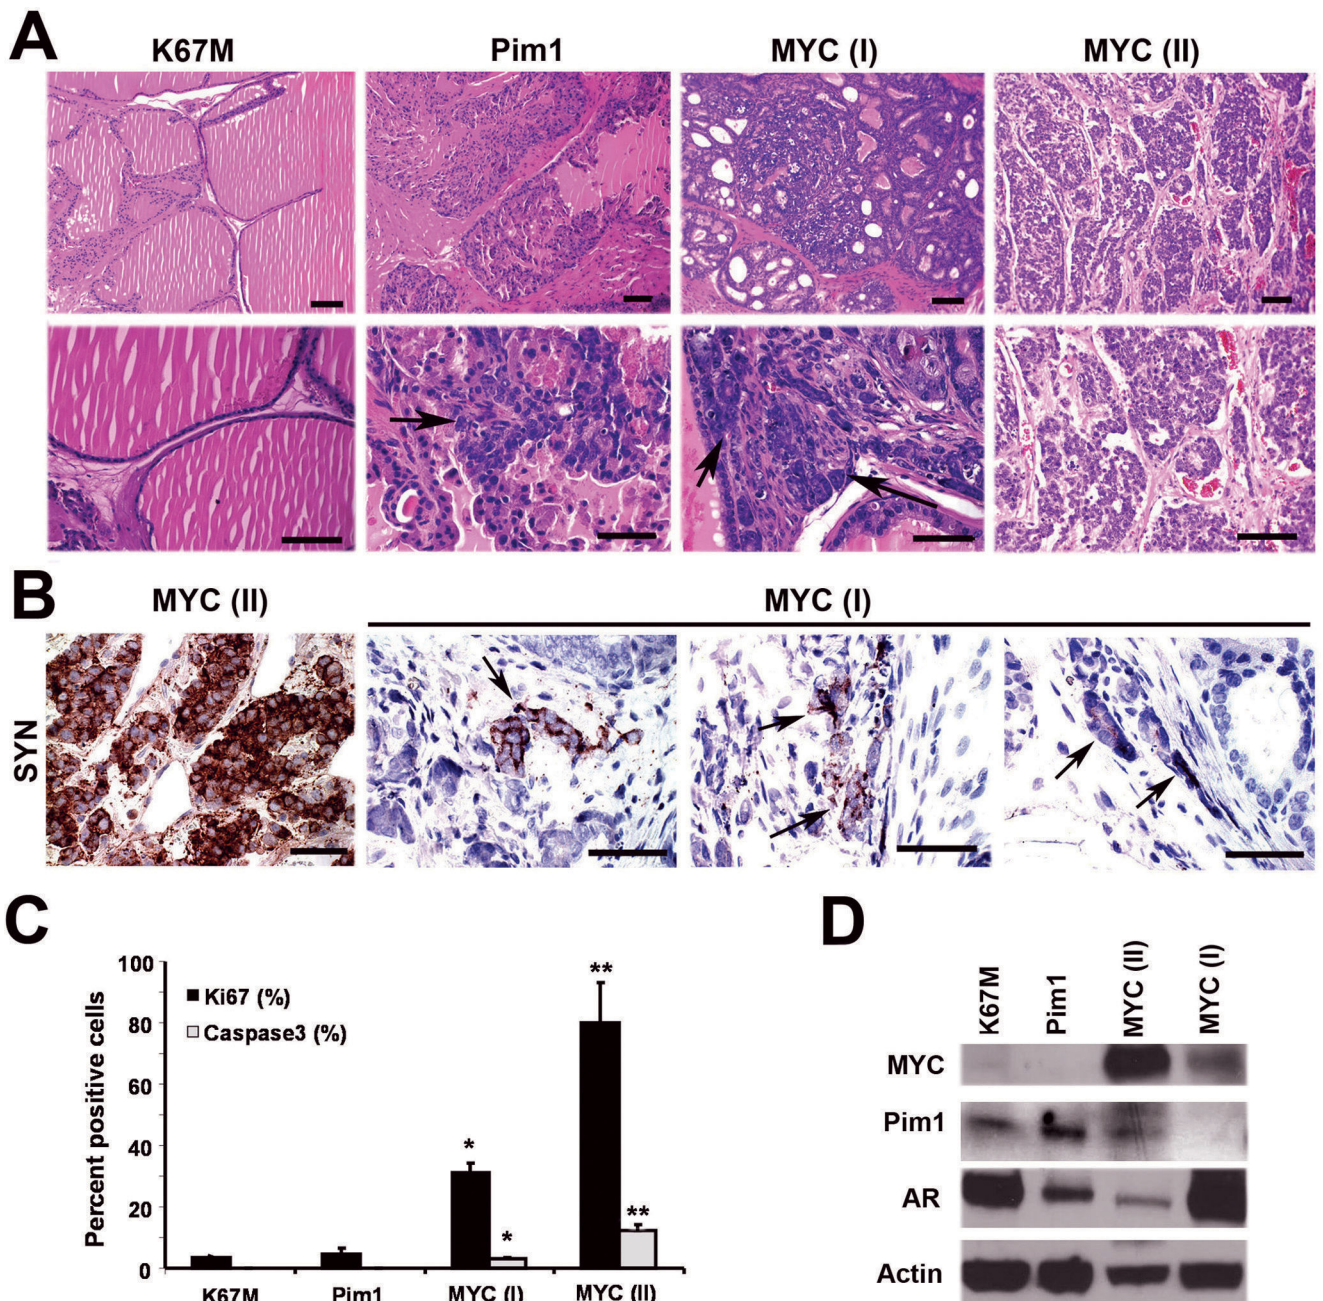 A
K67M Pim1 MYC (I) MYC (II)
B
MYC (II) MYC (I)
SYN
C
Percent positive cells
100
80
60
40
20
0
Ki67 (%)
Caspase3 (%)
*
*
**
**
K67M Pim1 MYC (I) MYC (II)
D
K67M Pim1 MYC (II) MYC (I)
MYC
Pim1
AR
Actin